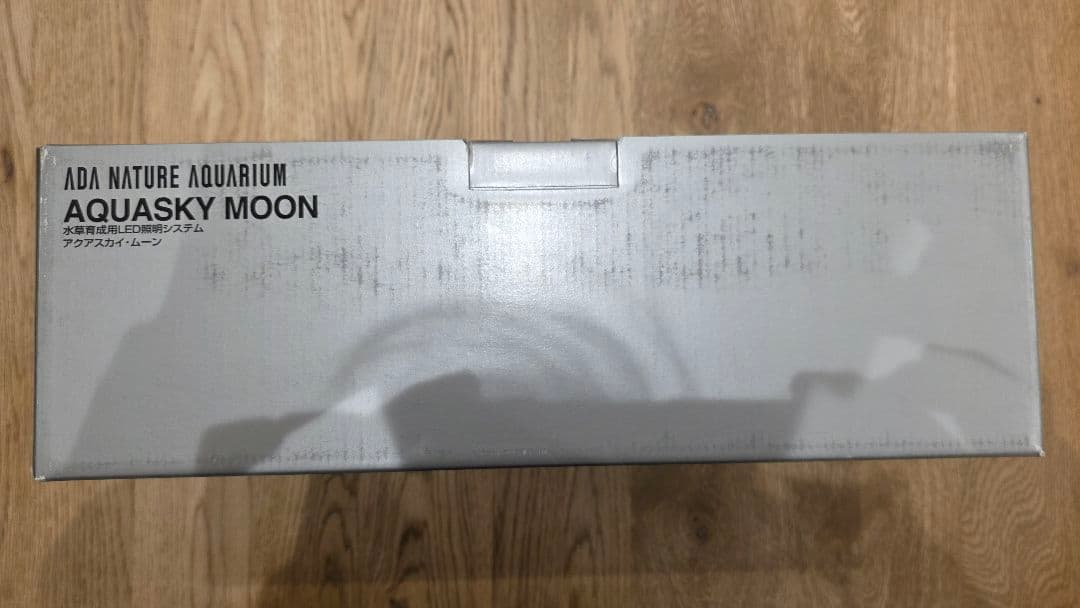 ADA NATURE AQUARIUM
AQUASKY MOON
水草育成用LED照明システム
アクアスカイ・ムーン